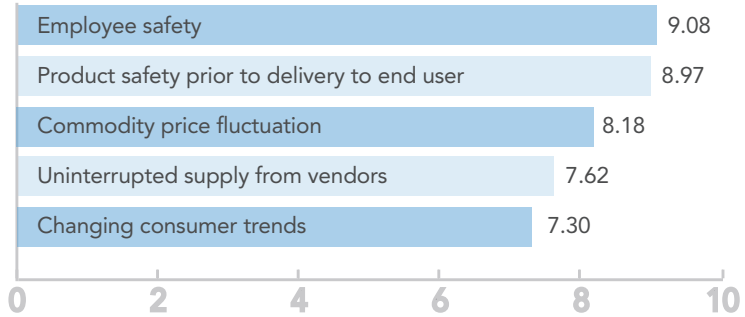 Employee safety 9.08
Product safety prior to delivery to end user 8.97
Commodity price fluctuation 8.18
Uninterrupted supply from vendors 7.62
Changing consumer trends 7.30
0 2 4 6 8 10